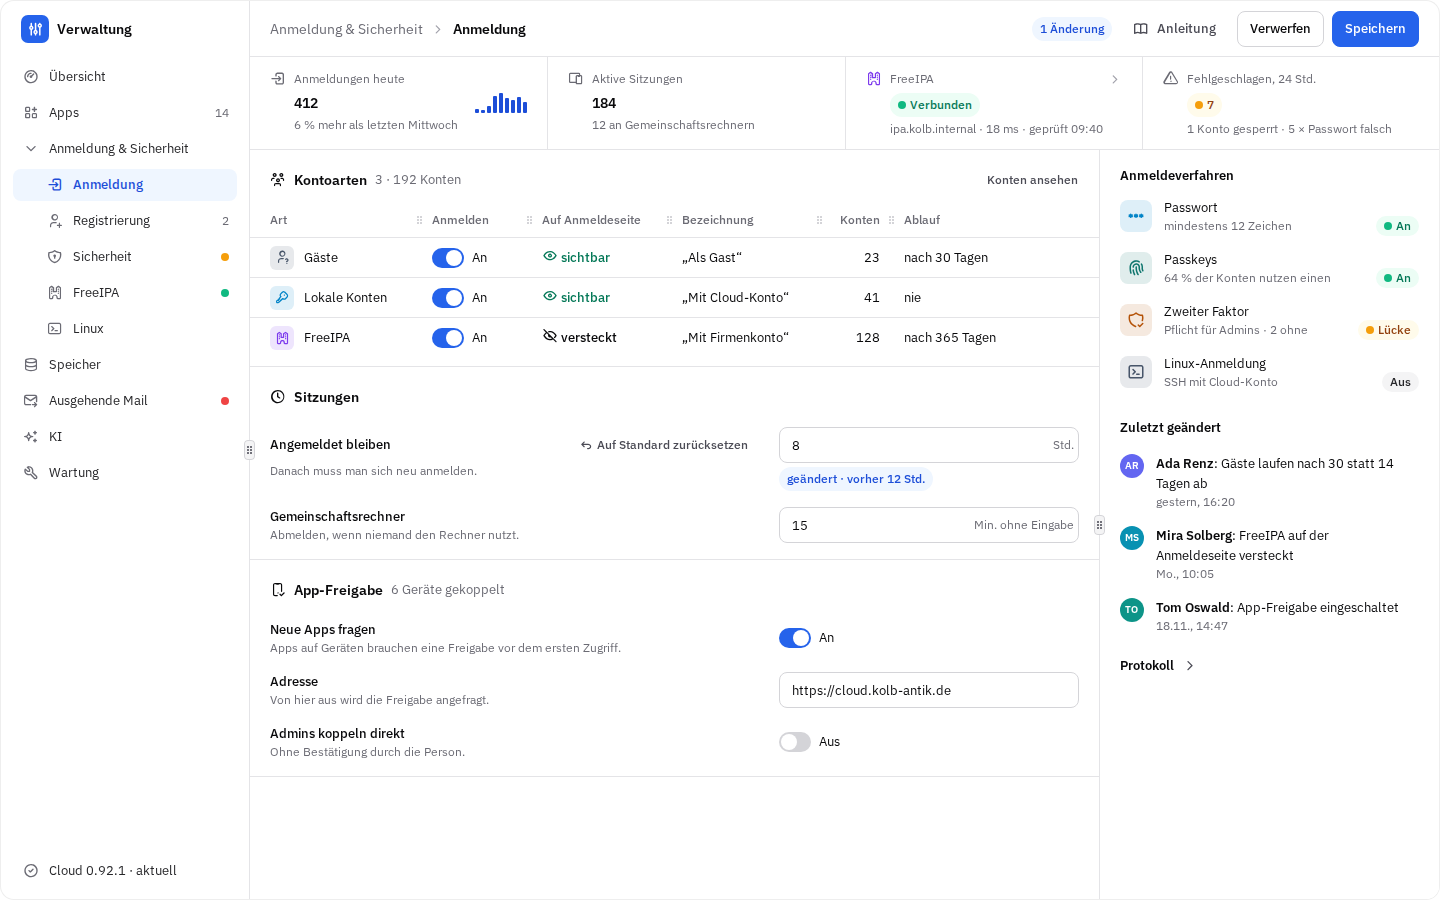 Verwaltung
Übersicht
Apps 14
Anmeldung & Sicherheit
Anmeldung
Registrierung 2
Sicherheit
FreeIPA
Linux
Speicher
Ausgehende Mail
KI
Wartung
Cloud 0.92.1 · aktuell
Anmeldung & Sicherheit > Anmeldung
1 Änderung
Anleitung
Verwerfen
Speichern
Anmeldungen heute
412
6 % mehr als letzten Mittwoch
Aktive Sitzungen
184
12 an Gemeinschaftsrechnern
FreeIPA
Verbunden
ipa.kolb.internal · 18 ms · geprüft 09:40
Fehlgeschlagen, 24 Std.
7
1 Konto gesperrt · 5 × Passwort falsch
Kontoarten 3 · 192 Konten
Konten ansehen
Art Anmelden Auf Anmeldeseite Bezeichnung Konten Ablauf
Gäste An sichtbar „Als Gast“ 23 nach 30 Tagen
Lokale Konten An sichtbar „Mit Cloud-Konto“ 41 nie
FreeIPA An versteckt „Mit Firmenkonto“ 128 nach 365 Tagen
Sitzungen
Angemeldet bleiben
Auf Standard zurücksetzen
8 Std.
Danach muss man sich neu anmelden.
geändert · vorher 12 Std.
Gemeinschaftsrechner
Abmelden, wenn niemand den Rechner nutzt.
15 Min. ohne Eingabe
App-Freigabe 6 Geräte gekoppelt
Neue Apps fragen
Apps auf Geräten brauchen eine Freigabe vor dem ersten Zugriff.
An
Adresse
Von hier aus wird die Freigabe angefragt.
https://cloud.kolb-antik.de
Admins koppeln direkt
Ohne Bestätigung durch die Person.
Aus
Anmeldeverfahren
Passwort
mindestens 12 Zeichen
An
Passkeys
64 % der Konten nutzen einen
An
Zweiter Faktor
Pflicht für Admins · 2 ohne
Lücke
Linux-Anmeldung
SSH mit Cloud-Konto
Aus
Zuletzt geändert
AR
Ada Renz: Gäste laufen nach 30 statt 14
Tagen ab
gestern, 16:20
MS
Mira Solberg: FreeIPA auf der
Anmeldeseite versteckt
Mo., 10:05
TO
Tom Oswald: App-Freigabe eingeschaltet
18.11., 14:47
Protokoll